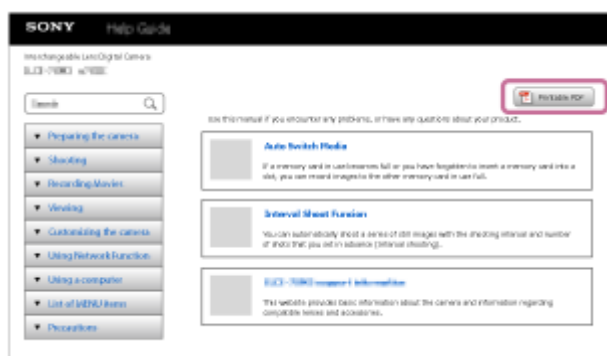 SONY Help Guide
Interchangeable Lens Digital Camera
Search
Printable PDF
Use this manual if you encounter any problems, or have any questions about your product.
Preparing the camera
Shooting
Recording Movies
Viewing
Customizing the camera
Using Network Function
Using a computer
List of MENU items
Precautions
Auto Switch Media
If a memory card in use becomes full or you have forgotten to insert a memory card into a
slot, you can record images to the other memory card in use full.
Interval Shoot Funcion
You can automatically shoot a series of still images with the shooting interval and number
of shots that you set in advance (Interval shooting).
support information
This website provides basic information about the camera and information regarding
compatible lenses and accessories.